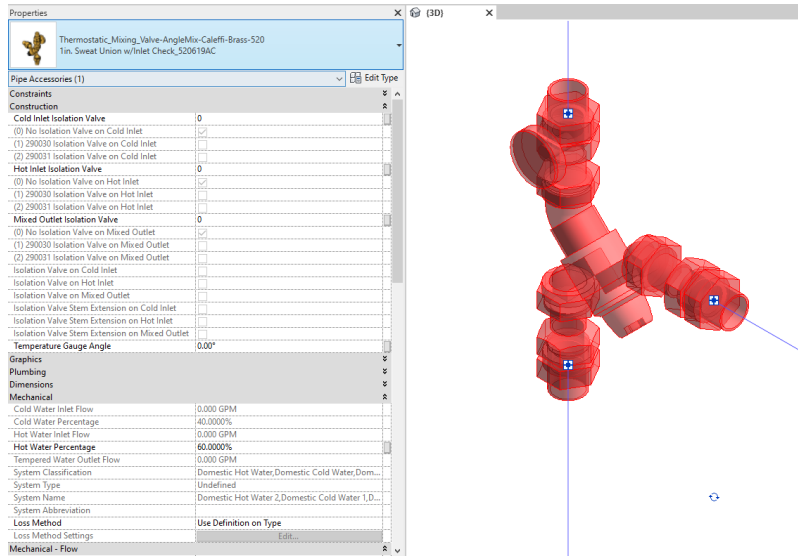 Properties
(3D)
Thermostatic_Mixing_Valve-AngleMix-Caleffi-Brass-520
1in. Sweat Union w/Inlet Check_520619AC
Pipe Accessories (1)
Edit Type
Constraints
Construction
Cold Inlet Isolation Valve 0
(0) No Isolation Valve on Cold Inlet
(1) 290030 Isolation Valve on Cold Inlet
(2) 290031 Isolation Valve on Cold Inlet
Hot Inlet Isolation Valve 0
(0) No Isolation Valve on Hot Inlet
(1) 290030 Isolation Valve on Hot Inlet
(2) 290031 Isolation Valve on Hot Inlet
Mixed Outlet Isolation Valve 0
(0) No Isolation Valve on Mixed Outlet
(1) 290030 Isolation Valve on Mixed Outlet
(2) 290031 Isolation Valve on Mixed Outlet
Isolation Valve on Cold Inlet
Isolation Valve on Hot Inlet
Isolation Valve on Mixed Outlet
Isolation Valve Stem Extension on Cold Inlet
Isolation Valve Stem Extension on Hot Inlet
Isolation Valve Stem Extension on Mixed Outlet
Temperature Gauge Angle 0.00°
Graphics
Plumbing
Dimensions
Mechanical
Cold Water Inlet Flow 0.000 GPM
Cold Water Percentage 40.0000%
Hot Water Inlet Flow 0.000 GPM
Hot Water Percentage 60.0000%
Tempered Water Outlet Flow 0.000 GPM
System Classification Domestic Hot Water,Domestic Cold Water,Dom...
System Type Undefined
System Name Domestic Hot Water 2,Domestic Cold Water 1,D...
System Abbreviation
Loss Method Use Definition on Type
Loss Method Settings Edit...
Mechanical - Flow